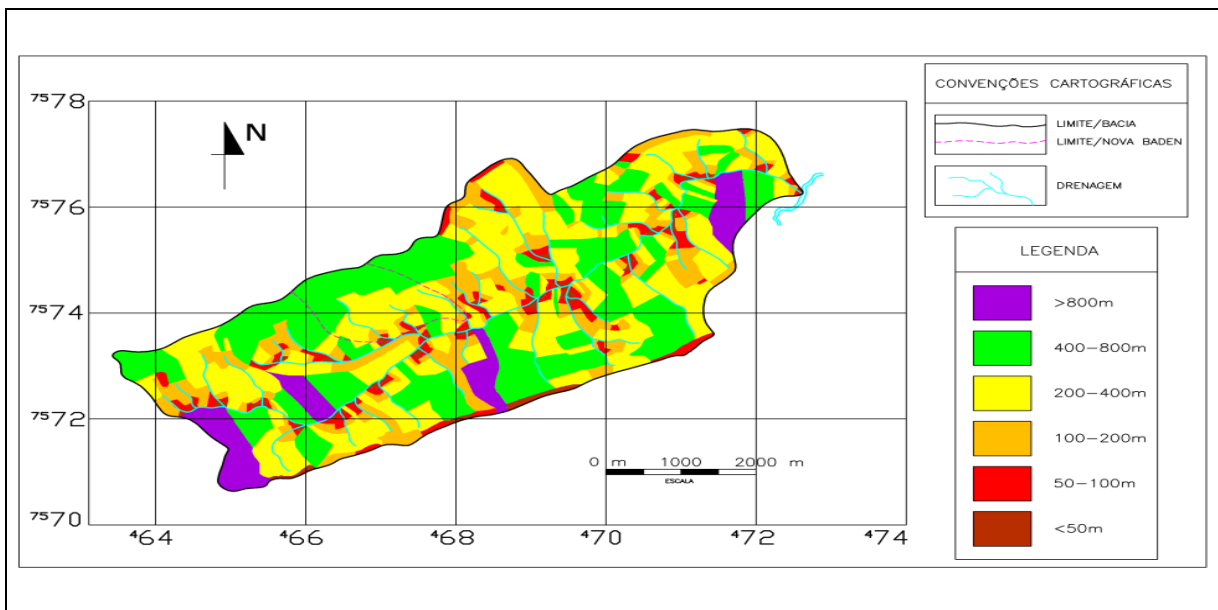 CONVENÇÕES CARTOGRÁFICAS
LIMITE/BACIA
LIMITE/NOVA BADEN
DRENAGEM
N
7578
7576
7574
7572
7570
464
466
468
470
472
474
0 m 1000 2000 m
ESCALA
LEGENDA
>800m
400-800m
200-400m
100-200m
50-100m
<50m